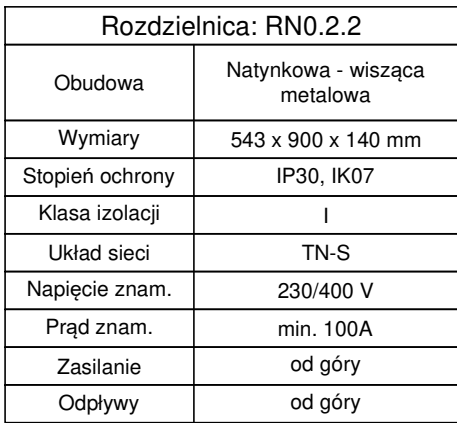 Rozdzielnica: RN0.2.2
Obudowa
Natynkowa - wisząca
metalowa
Wymiary
543 x 900 x 140 mm
Stopień ochrony
IP30, IK07
Klasa izolacji
I
Układ sieci
TN-S
Napięcie znam.
230/400 V
Prąd znam.
min. 100A
Zasilanie
od góry
Odpływy
od góry